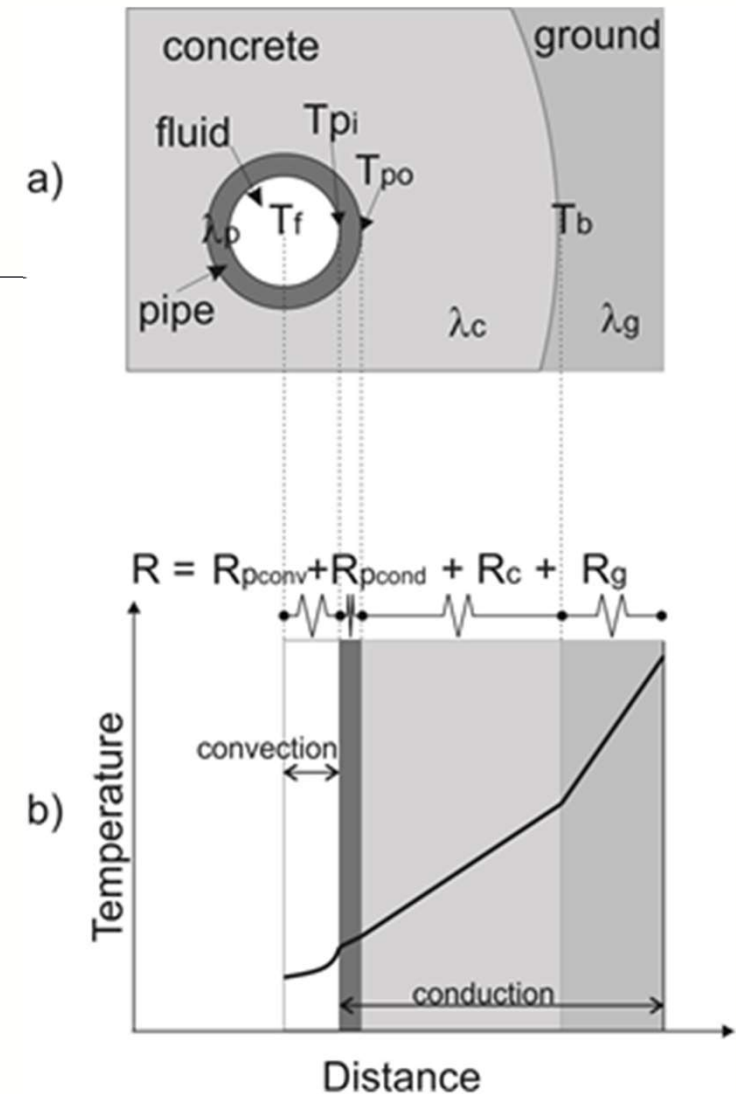 concrete
ground
fluid
Tpi
Tpo
a)
λp
Tf
Tb
pipe
λc
λg
R = Rpconv+Rpcond + Rc + Rg
Temperature
convection
b)
conduction
Distance